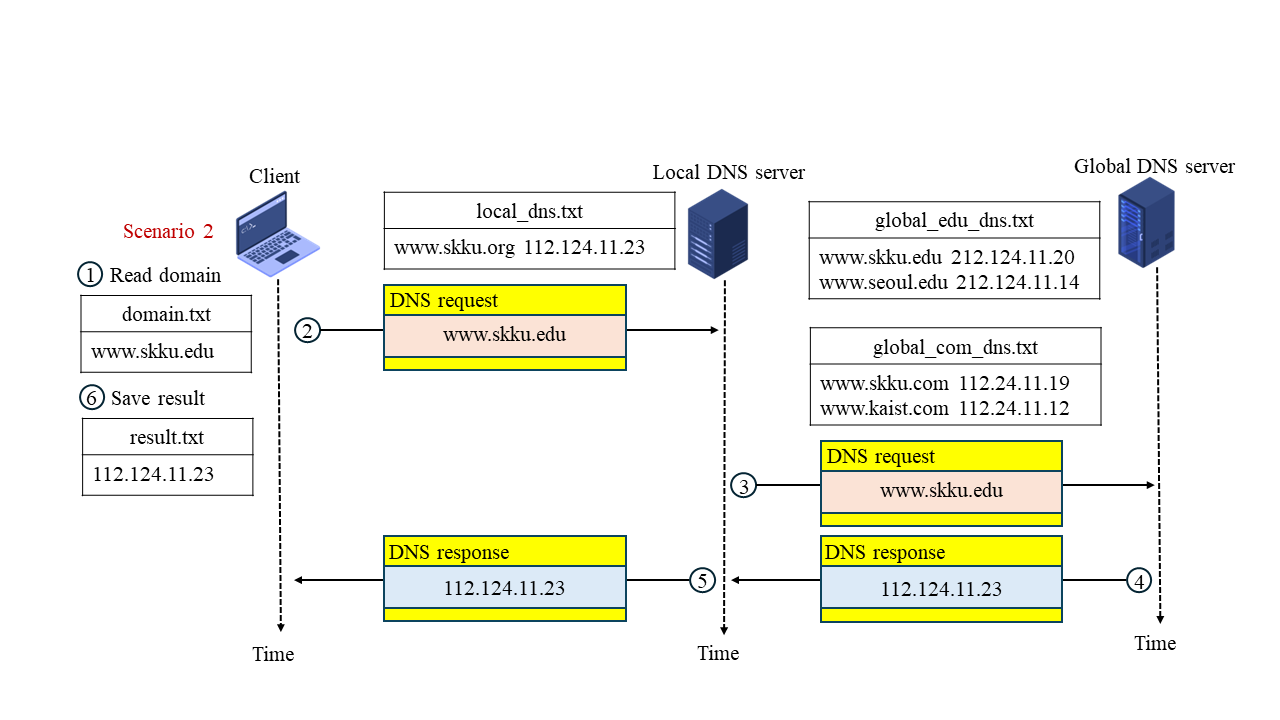 Client
Local DNS server
Global DNS server
Scenario 2
1 Read domain
domain.txt
www.skku.edu
6 Save result
result.txt
112.124.11.23
local_dns.txt
www.skku.org 112.124.11.23
DNS request
2
www.skku.edu
global_edu_dns.txt
www.skku.edu 212.124.11.20
www.seoul.edu 212.124.11.14
global_com_dns.txt
www.skku.com 112.24.11.19
www.kaist.com 112.24.11.12
DNS request
3
www.skku.edu
DNS response
112.124.11.23
4
DNS response
112.124.11.23
5
Time
Time
Time